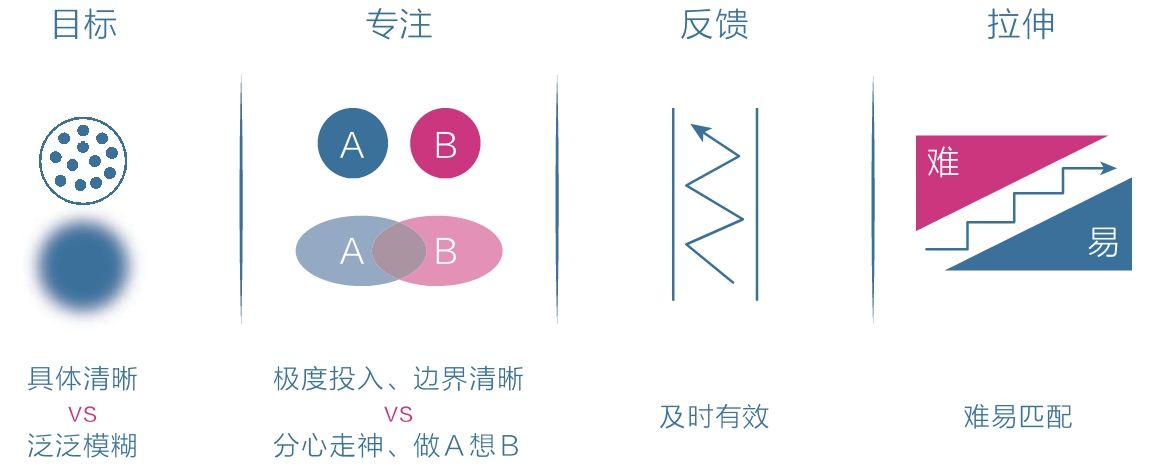 目标
专注
反馈
拉伸
A
B
A
B
难
易
具体清晰
VS
泛泛模糊
极度投入、边界清晰
VS
分心走神、做A想B
及时有效
难易匹配